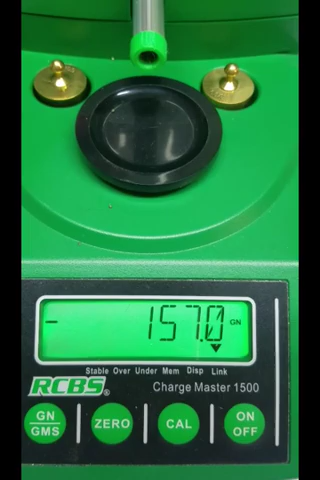 - 157.0 GN
Stable Over Under Mem Disp Link
RCBS® Charge Master 1500
GN
GMS
ZERO
CAL
ON
OFF